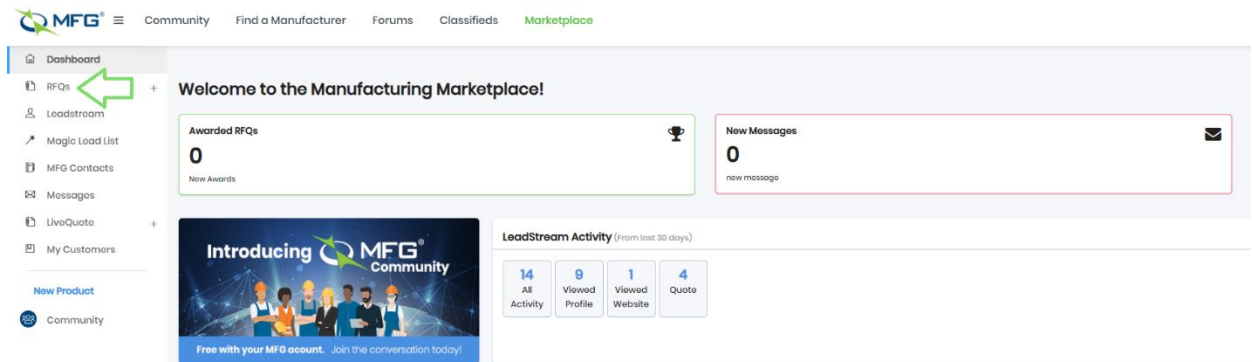 MFG®
Community Find a Manufacturer Forums Classifieds Marketplace
Dashboard
RFQs +
Leadstream
Magic Lead List
MFG Contacts
Messages
LiveQuote +
My Customers
New Product
Community
Welcome to the Manufacturing Marketplace!
Awarded RFQs
0
New Awards
New Messages
0
new message
Introducing MFG®
Community
Free with your MFG acount. Join the conversation today!
LeadStream Activity (From last 30 days)
14
All
Activity
9
Viewed
Profile
1
Viewed
Website
4
Quote